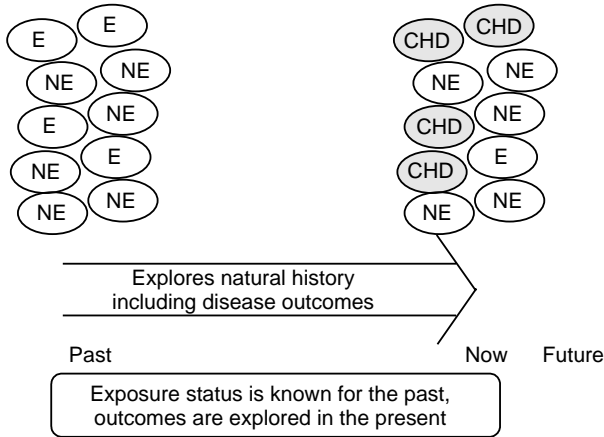 E E
NE NE
E NE
NE E
NE NE
CHD CHD
NE NE
CHD NE
CHD E
NE NE
Explores natural history
including disease outcomes
Past Now Future
Exposure status is known for the past,
outcomes are explored in the present